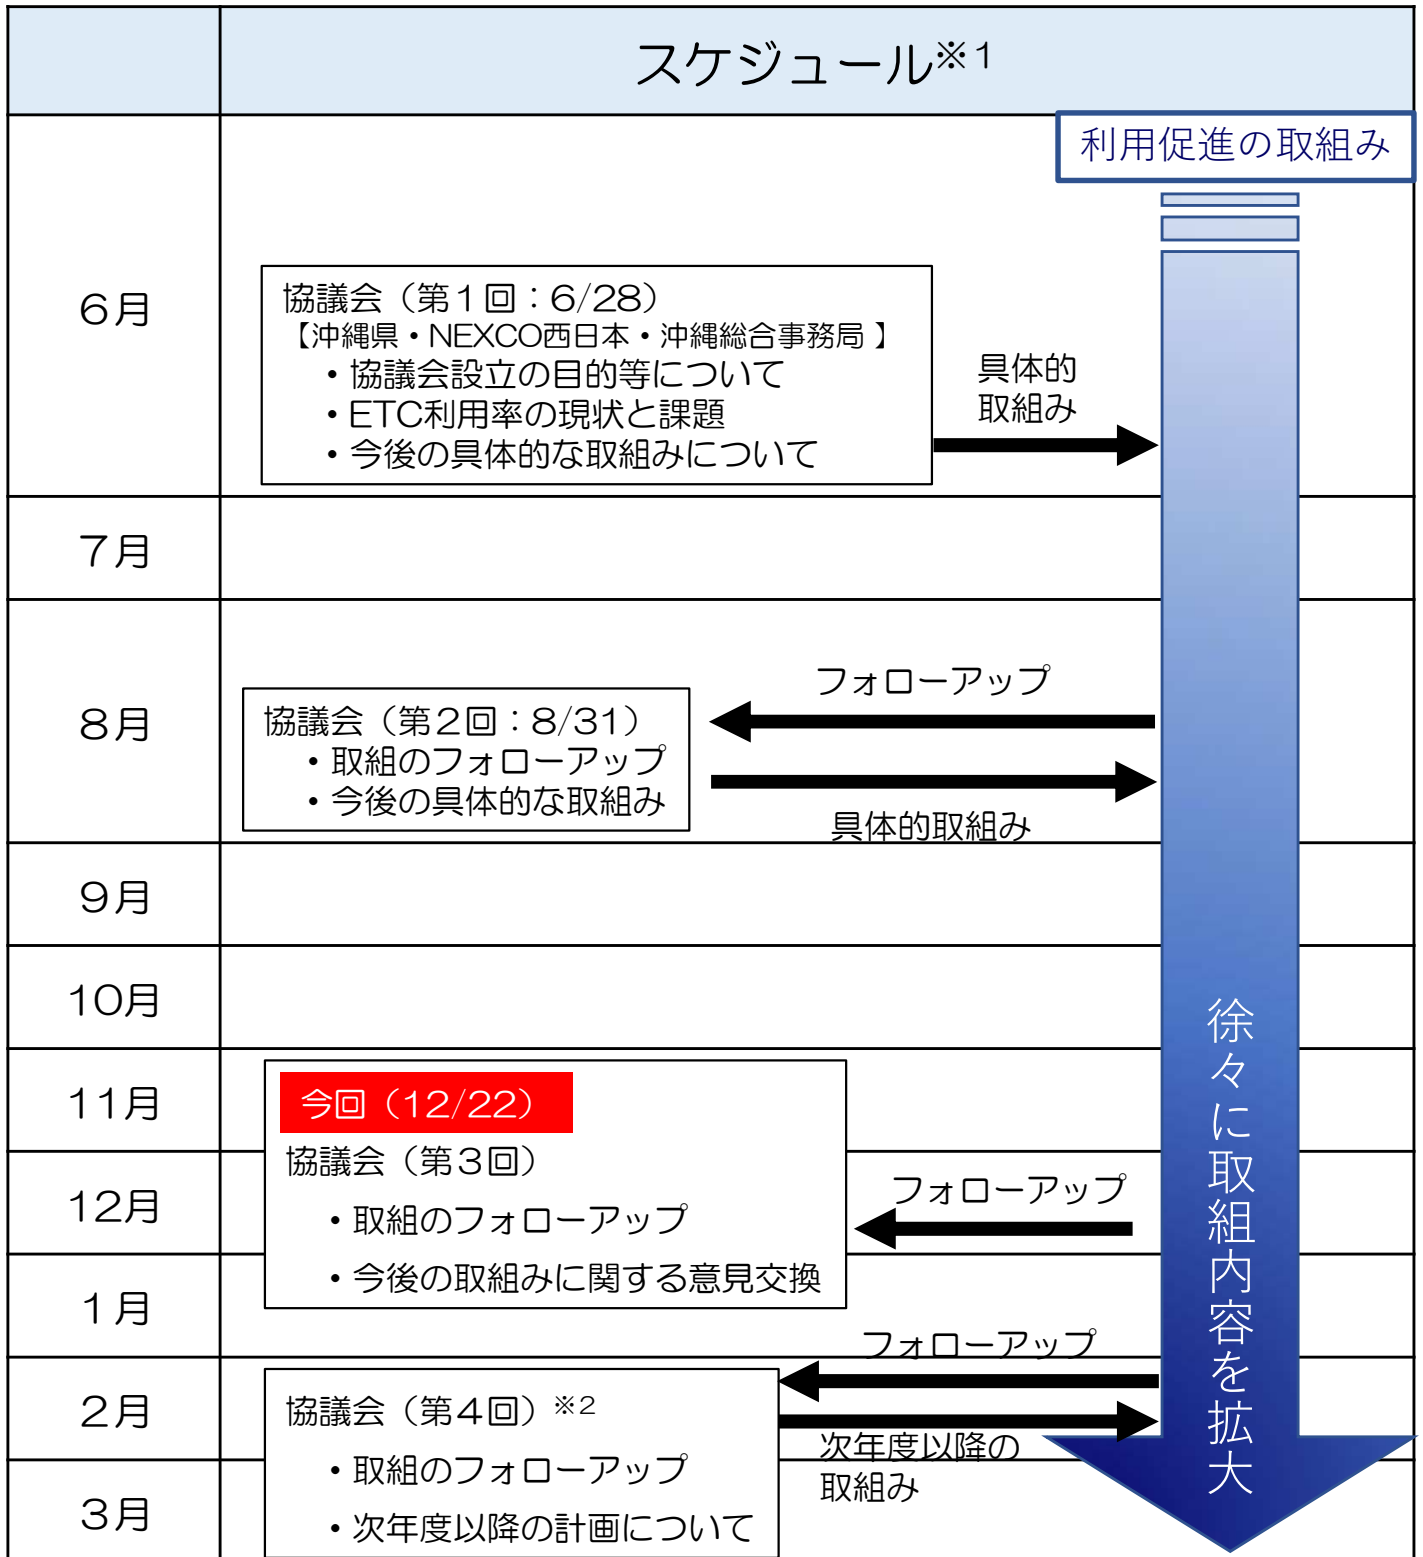 スケジュール※1
利用促進の取組み
6月
協議会（第1回：6/28）
【沖縄県・NEXCO西日本・沖縄総合事務局 】
・協議会設立の目的等について
・ETC利用率の現状と課題
・今後の具体的な取組みについて
具体的
取組み
7月
8月
協議会（第2回：8/31）
・取組のフォローアップ
・今後の具体的な取組み
フォローアップ
具体的取組み
9月
10月
11月
今回（12/22）
協議会（第3回）
12月
・取組のフォローアップ
フォローアップ
・今後の取組みに関する意見交換
1月
フォローアップ
2月
協議会（第4回）※2
・取組のフォローアップ
次年度以降の
取組み
3月
・次年度以降の計画について
徐々に取組内容を拡大